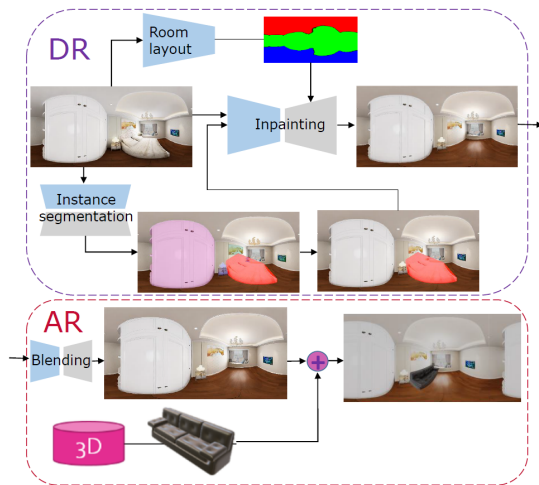 DR
Room
layout
Inpainting
Instance
segmentation
AR
Blending
3D